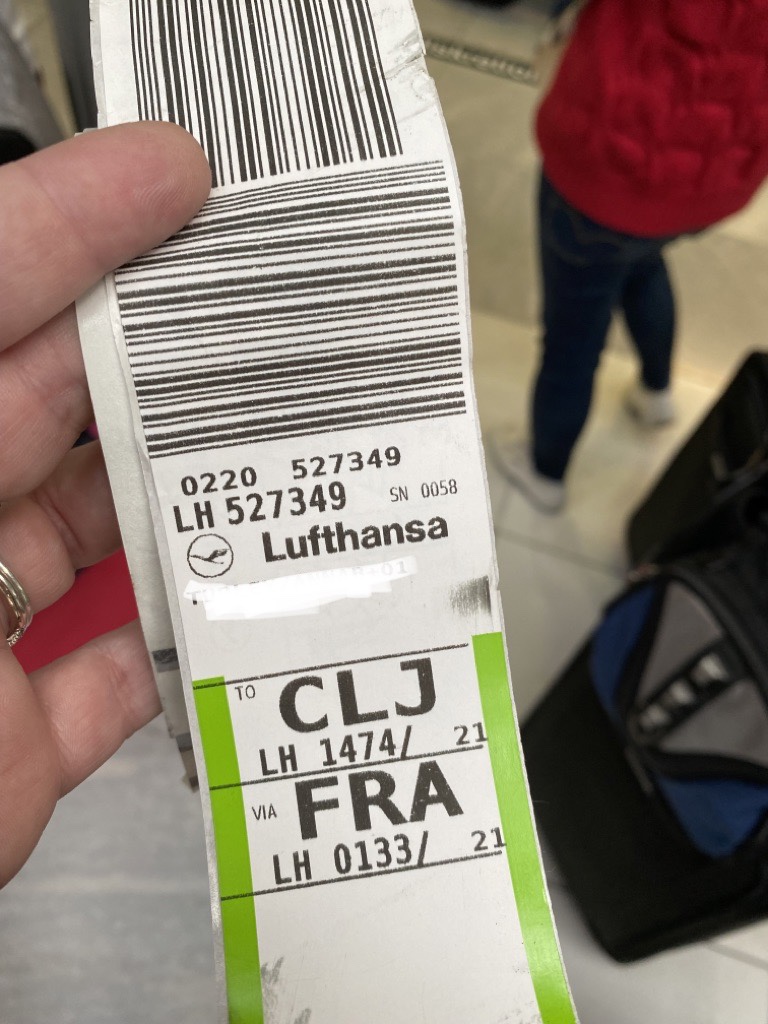 0220 527349
LH 527349 SN 0058
Lufthansa
TO CLJ
LH 1474/ 21
VIA FRA
LH 0133/ 21